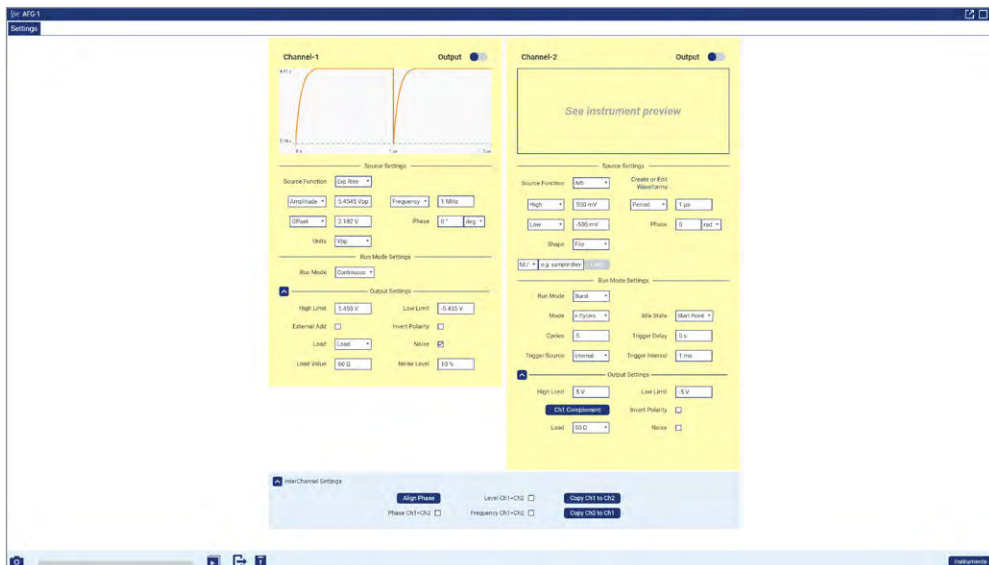 AFG-1
Settings
Channel-1
Output
0 s
1 us
2 us
Source Settings
Source Function
Exp Rise
Amplitude
5.4545 Vpp
Frequency
1 MHz
Offset
2.182 V
Phase
0 °
deg
Units
Vpp
Run Mode Settings
Run Mode
Continuous
Output Settings
High Limit
5.455 V
Low Limit
-5.455 V
External Add
Invert Polarity
Load
Load
Noise
Load Value
60 Ω
Noise Level
10 %
Channel-2
Output
See instrument preview
Source Settings
Source Function
Arb
Create or Edit
Waveforms
High
500 mV
Period
1 µs
Low
-500 mV
Phase
0
rad
Shape
File
M:/
Load
Run Mode Settings
Run Mode
Burst
Mode
n Cycles
Idle State
Start Point
Cycles
5
Trigger Delay
0 s
Trigger Source
Internal
Trigger Interval
1 ms
Output Settings
High Limit
5 V
Low Limit
-5 V
Ch1 Complement
Invert Polarity
Load
50 Ω
Noise
InterChannel Settings
Align Phase
Level Ch1=Ch2
Copy Ch1 to Ch2
Phase Ch1=Ch2
Frequency Ch1=Ch2
Copy Ch2 to Ch1
Instruments